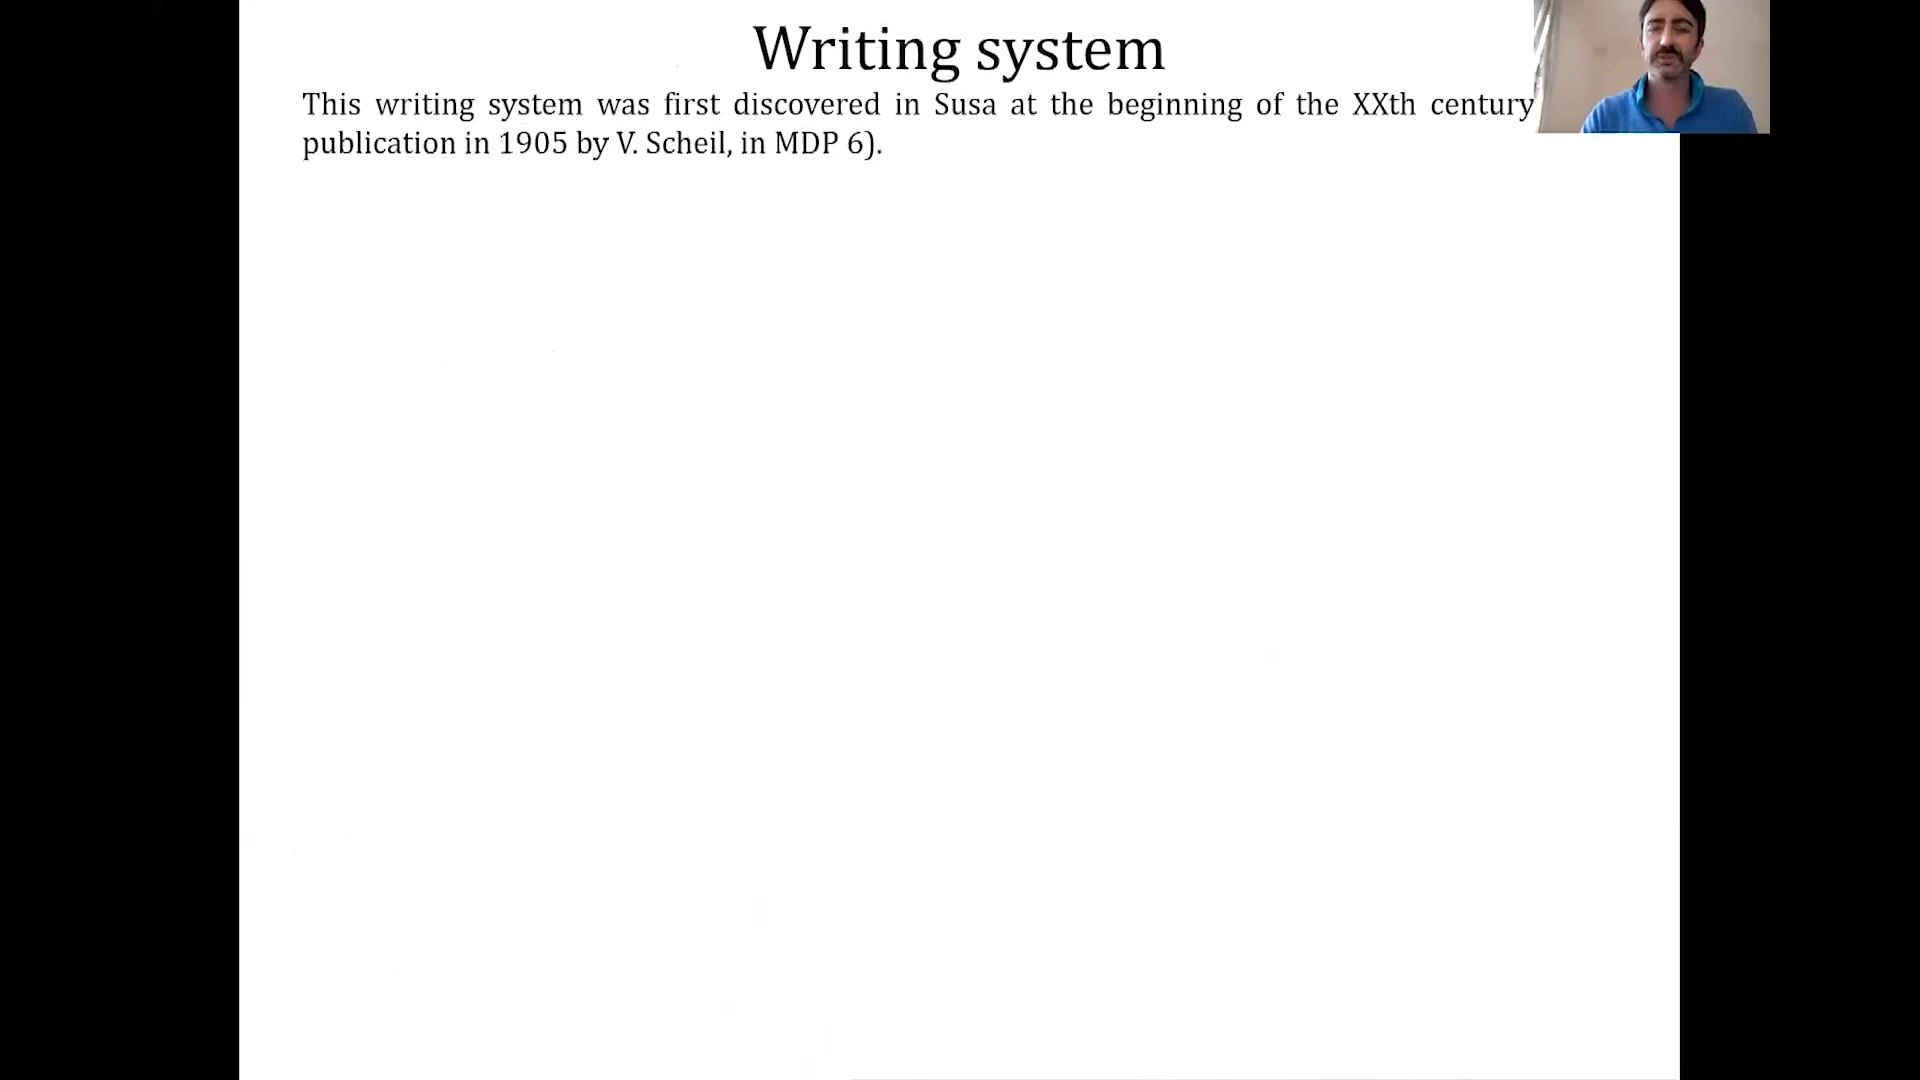 Writing system
This writing system was first discovered in Susa at the beginning of the XXth century
publication in 1905 by V. Scheil, in MDP 6).